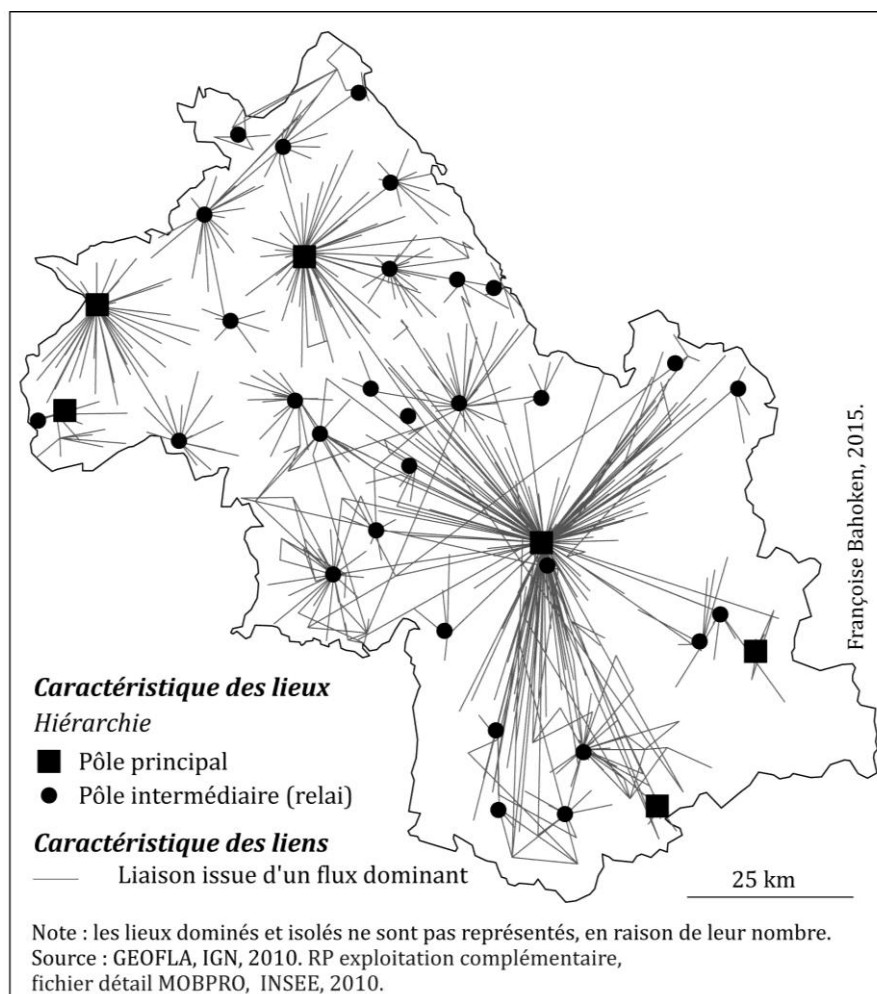 Caractéristique des lieux
Hiérarchie
Pôle principal
Pôle intermédiaire (relai)
Caractéristique des liens
Liaison issue d'un flux dominant
25 km
Note : les lieux dominés et isolés ne sont pas représentés, en raison de leur nombre.
Source : GEOFLA, IGN, 2010. RP exploitation complémentaire,
fichier détail MOBPRO, INSEE, 2010.
Françoise Bahoken, 2015.